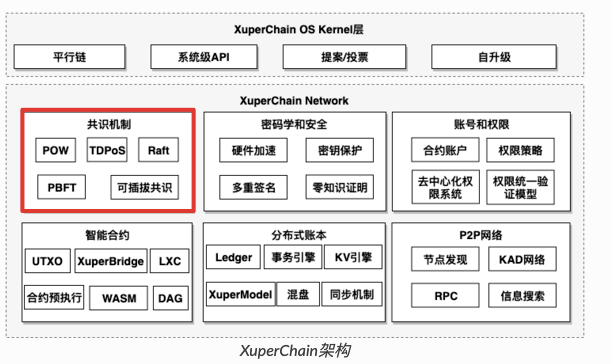 XuperChain OS Kernel层
平行链 系统级API 提案/投票 自升级
XuperChain Network
共识机制
POW TDPoS Raft
PBFT 可插拔共识
密码学和安全
硬件加速 密钥保护
多重签名 零知识证明
账号和权限
合约账户 权限策略
去中心化权
限系统
权限统一验
证模型
智能合约
UTXO XuperBridge LXC
合约预执行 WASM DAG
分布式账本
Ledger 事务引擎 KV引擎
XuperModel 混盘 同步机制
P2P网络
节点发现 KAD网络
RPC 信息搜索
XuperChain架构